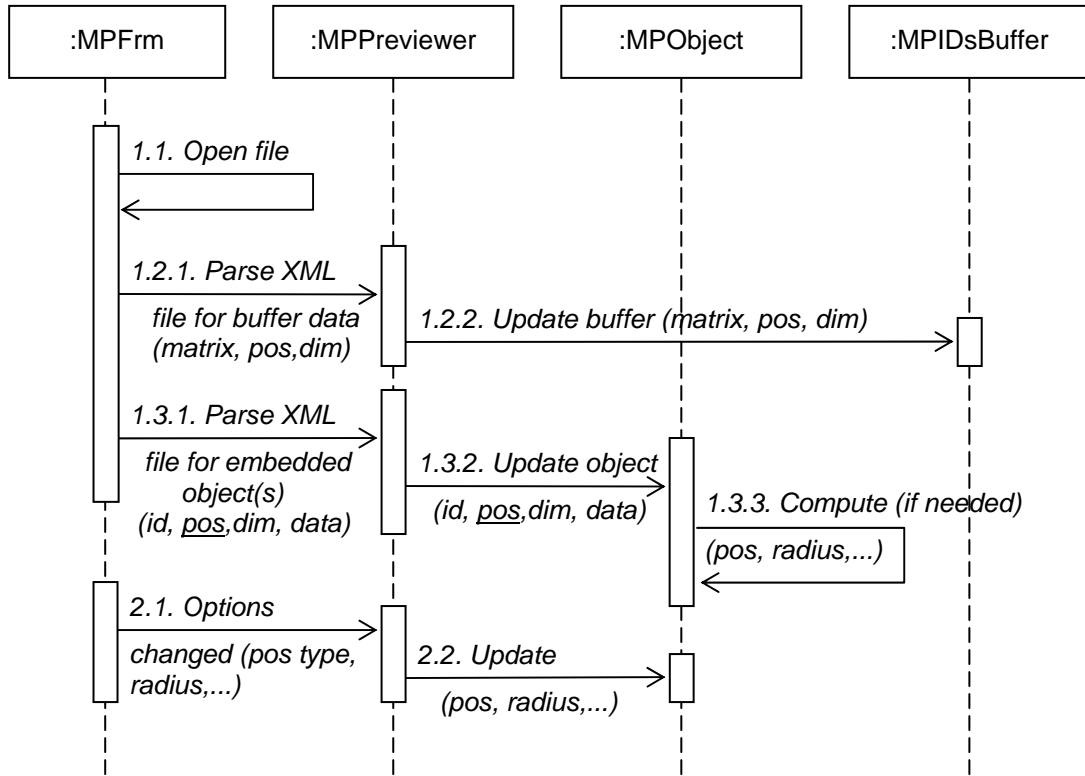 :MPFrm
:MPPreviewer
:MPObject
:MPIDsBuffer
1.1. Open file
1.2.1. Parse XML
file for buffer data
(matrix, pos,dim)
1.2.2. Update buffer (matrix, pos, dim)
1.3.1. Parse XML
file for embedded
object(s)
(id, pos,dim, data)
1.3.2. Update object
(id, pos,dim, data)
1.3.3. Compute (if needed)
(pos, radius,...)
2.1. Options
changed (pos type,
radius,...)
2.2. Update
(pos, radius,...)